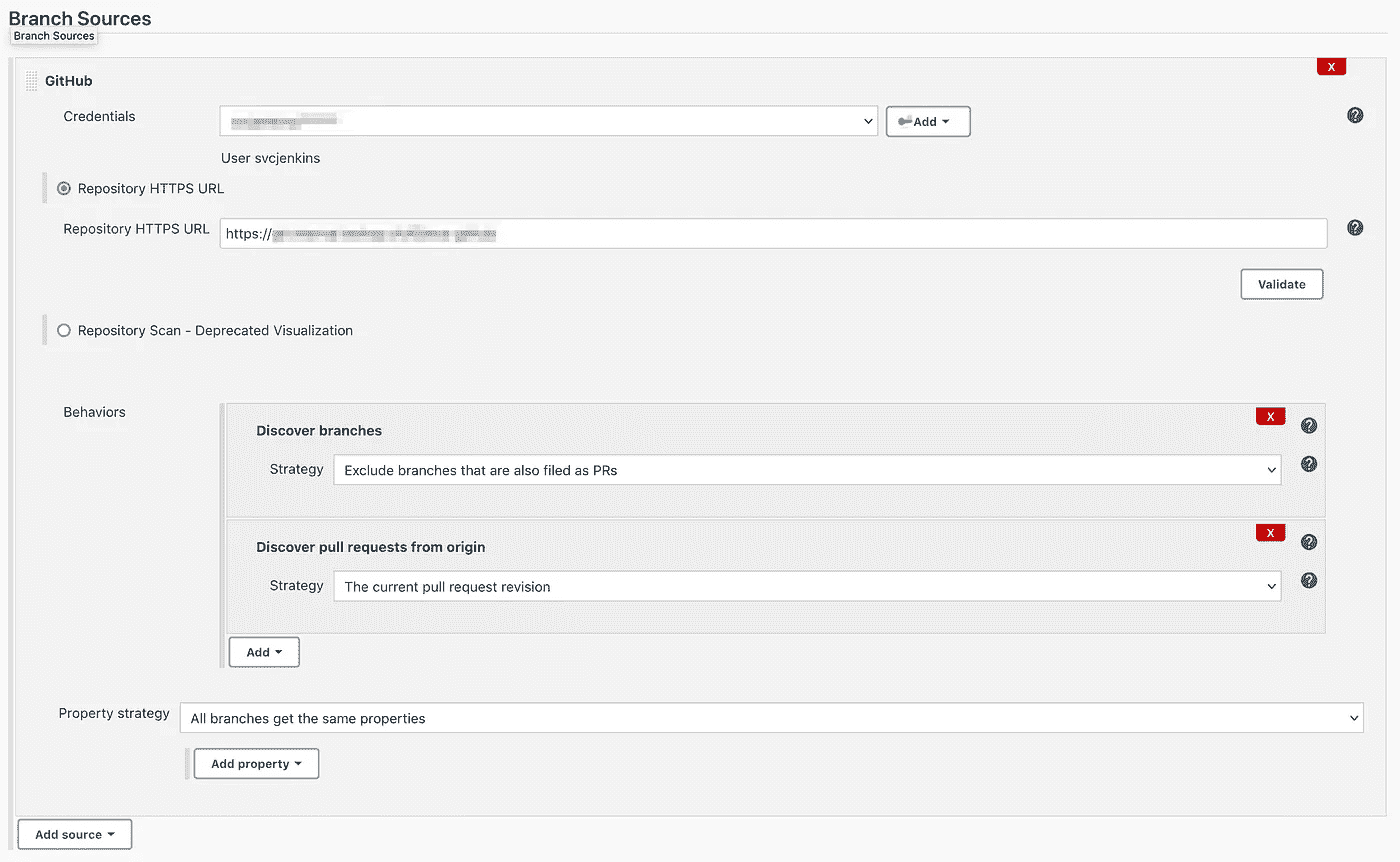 Branch Sources
Branch Sources
GitHub
X
Credentials
Add
User svcjenkins
Repository HTTPS URL
Repository HTTPS URL
https://
Validate
Repository Scan - Deprecated Visualization
Behaviors
Discover branches
X
Strategy
Exclude branches that are also filed as PRs
Discover pull requests from origin
X
Strategy
The current pull request revision
Add
Property strategy
All branches get the same properties
Add property
Add source